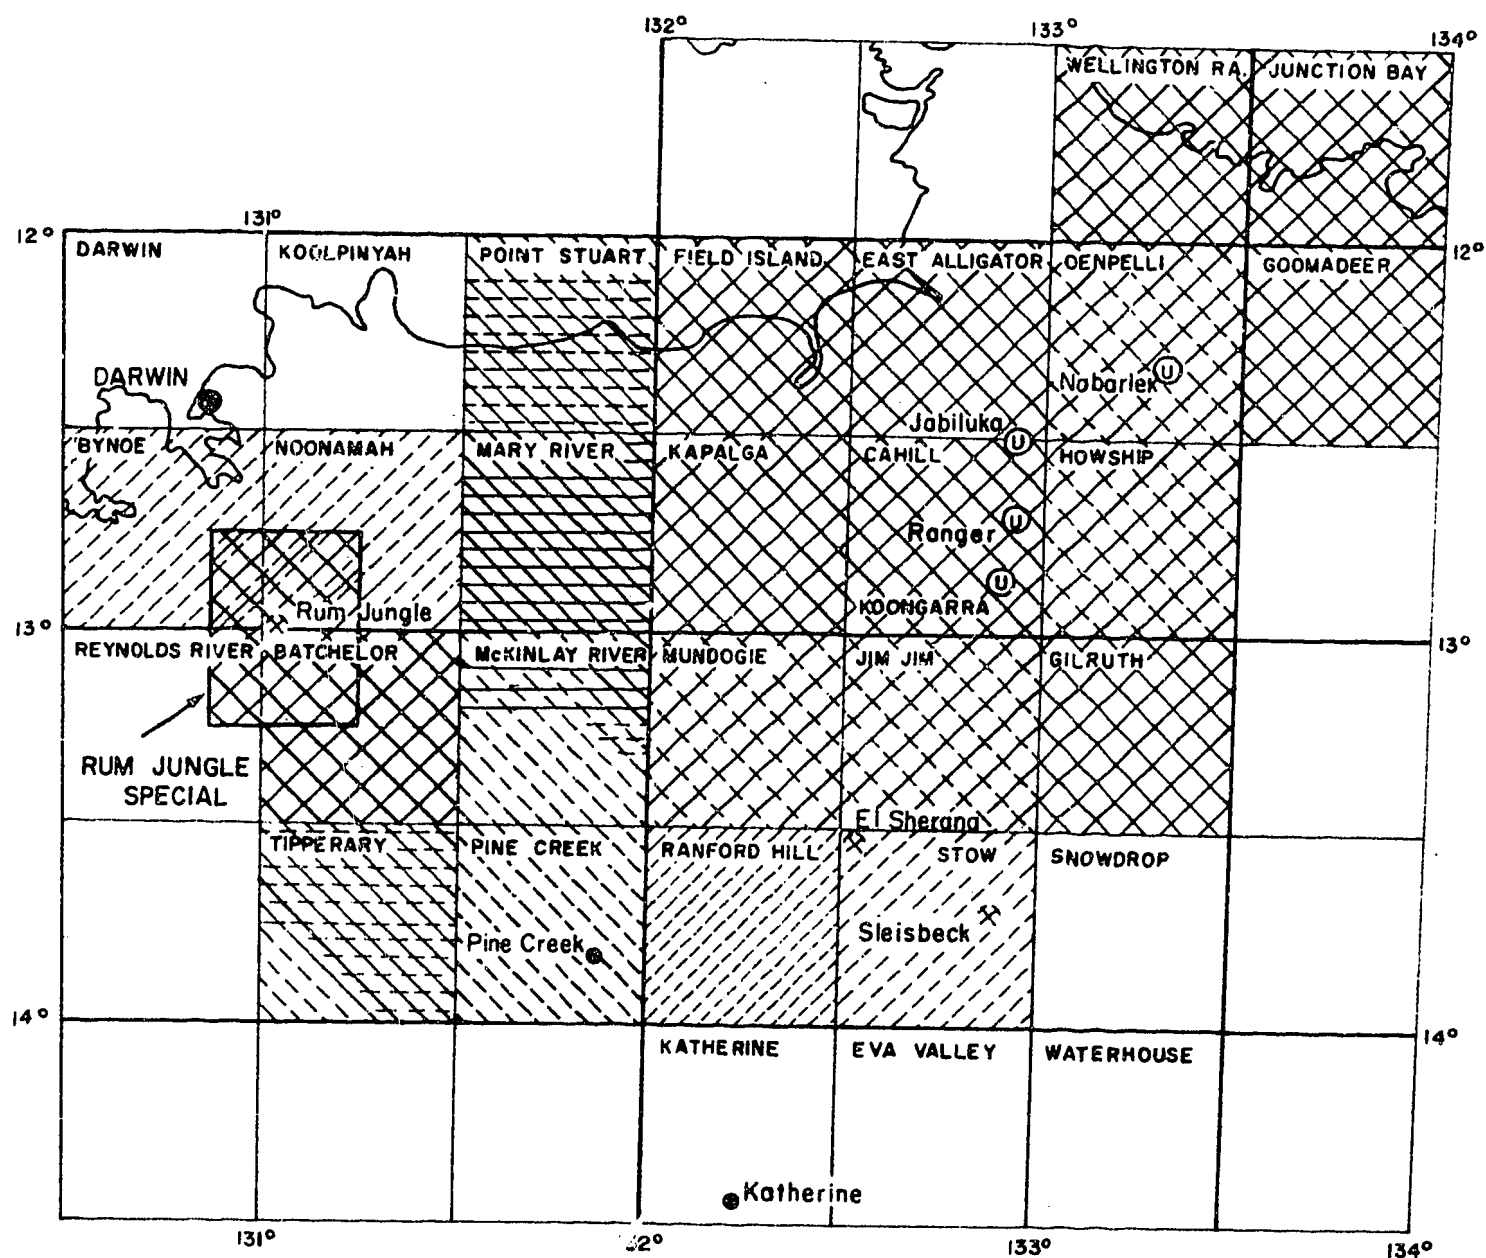 132° 133° 134°
WELLINGTON RA. JUNCTION BAY
131°
12° 12°
DARWIN KOOLPINYAH POINT STUART FIELD ISLAND EAST ALLIGATOR OENPELLI GOOMADEER
DARWIN
Nabarlek U
Jabiluka U
BYNOE NOONAMAH MARY RIVER KAPALGA CAHILL HOWSHIP
Ranger U
U
KOONGARRA
Rum Jungle
13° 13°
REYNOLDS RIVER BATCHELOR McKINLAY RIVER MUNDOGIE JIM JIM GILRUTH
RUM JUNGLE
SPECIAL
El Sherana
TIPPERARY PINE CREEK RANFORD HILL STOW SNOWDROP
Sleisbeck
Pine Creek
14° 14°
KATHERINE EVA VALLEY WATERHOUSE
Katherine
131° 133° 134°